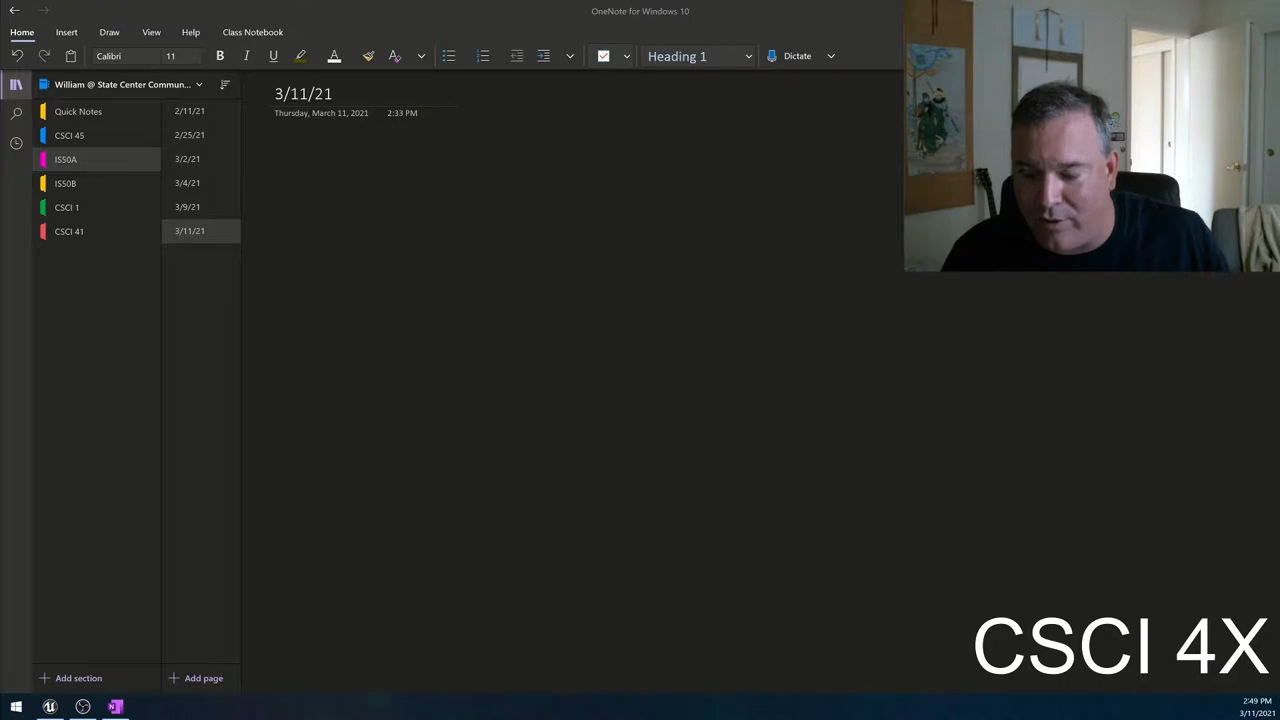 OneNote for Windows 10
Home Insert Draw View Help Class Notebook
Calibri 11 B I U A Heading 1 Dictate
William @ State Center Commun...
Quick Notes
CSCI 45
IS50A
IS50B
CSCI 1
CSCI 41
2/11/21
2/25/21
3/2/21
3/4/21
3/9/21
3/11/21
3/11/21
Thursday, March 11, 2021 2:33 PM
CSCI 4X
Add section
Add page
2:49 PM
3/11/2021